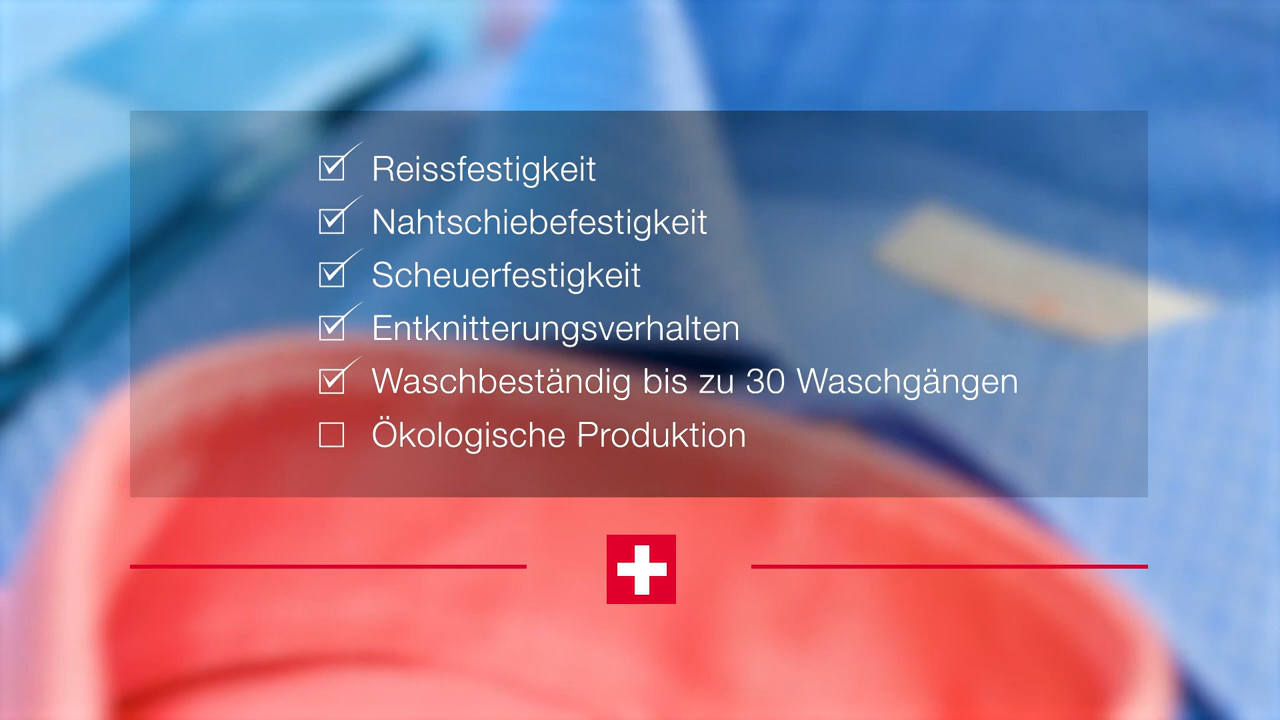 Reissfestigkeit
Nahtschiebefestigkeit
Scheuerfestigkeit
Entknitterungsverhalten
Waschbeständig bis zu 30 Waschgängen
Ökologische Produktion